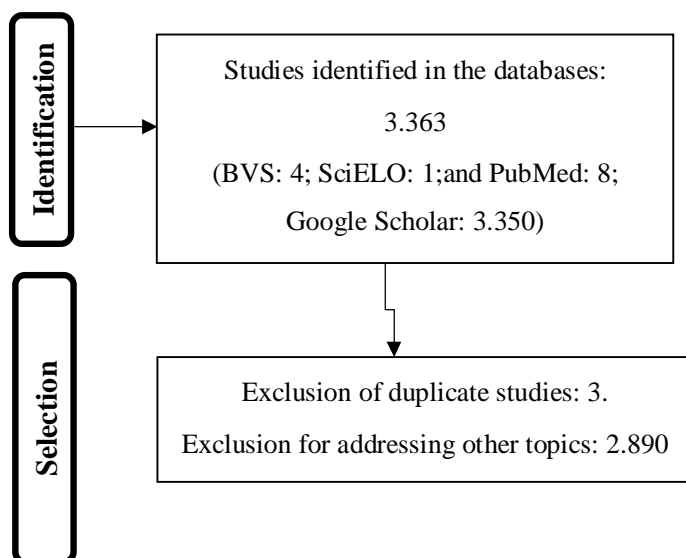 Identification
Studies identified in the databases:
3.363
(BVS: 4; SciELO: 1;and PubMed: 8;
Google Scholar: 3.350)
Selection
Exclusion of duplicate studies: 3.
Exclusion for addressing other topics: 2.890